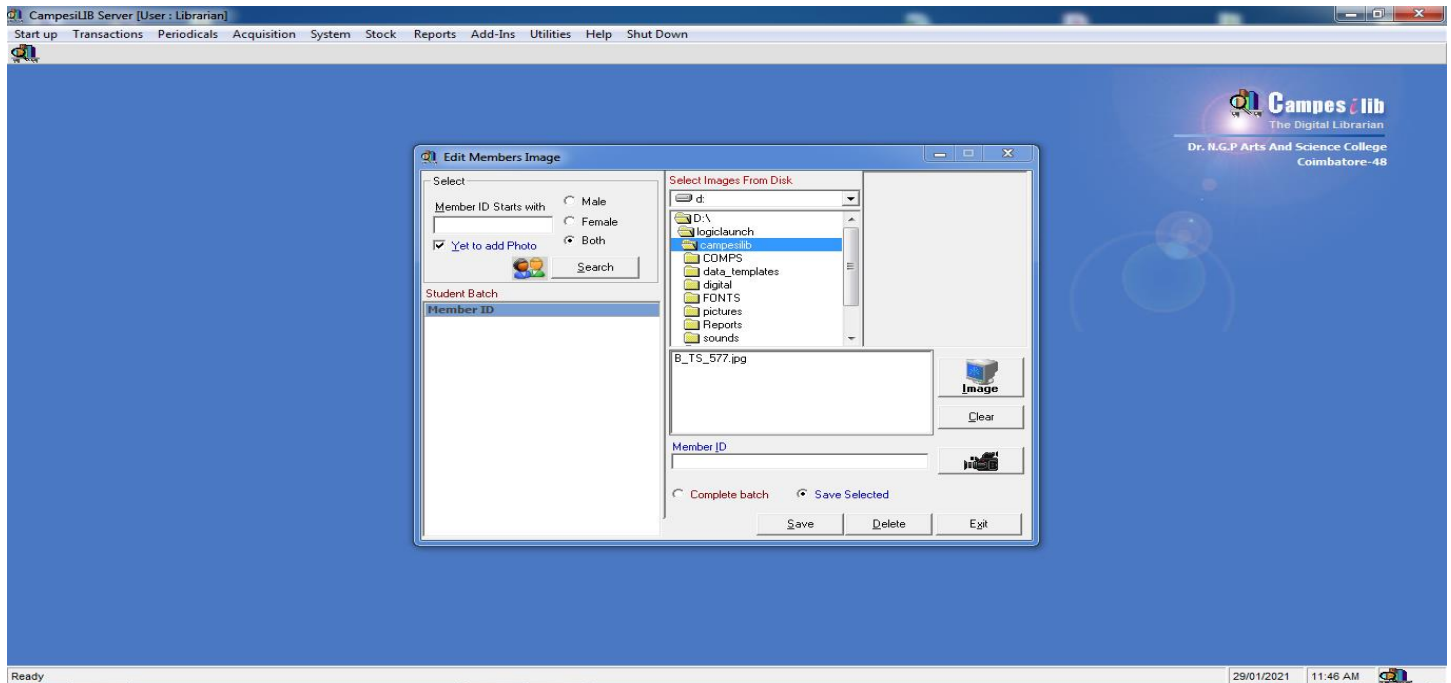 CampesiLIB Server [User : Librarian]
Start up Transactions Periodicals Acquisition System Stock Reports Add-Ins Utilities Help Shut Down
Campes i lib
The Digital Librarian
Dr. N.G.P Arts And Science College
Coimbatore-48
Edit Members Image
Select
Member ID Starts with
Male
Female
Both
Yet to add Photo
Search
Student Batch
Member ID
Select Images From Disk
d:
D:\
logiclaunch
campesilib
COMPS
data_templates
digital
FONTS
pictures
Reports
sounds
B_TS_577.jpg
Image
Clear
Member ID
Complete batch Save Selected
Save Delete Exit
Ready 29/01/2021 11:46 AM